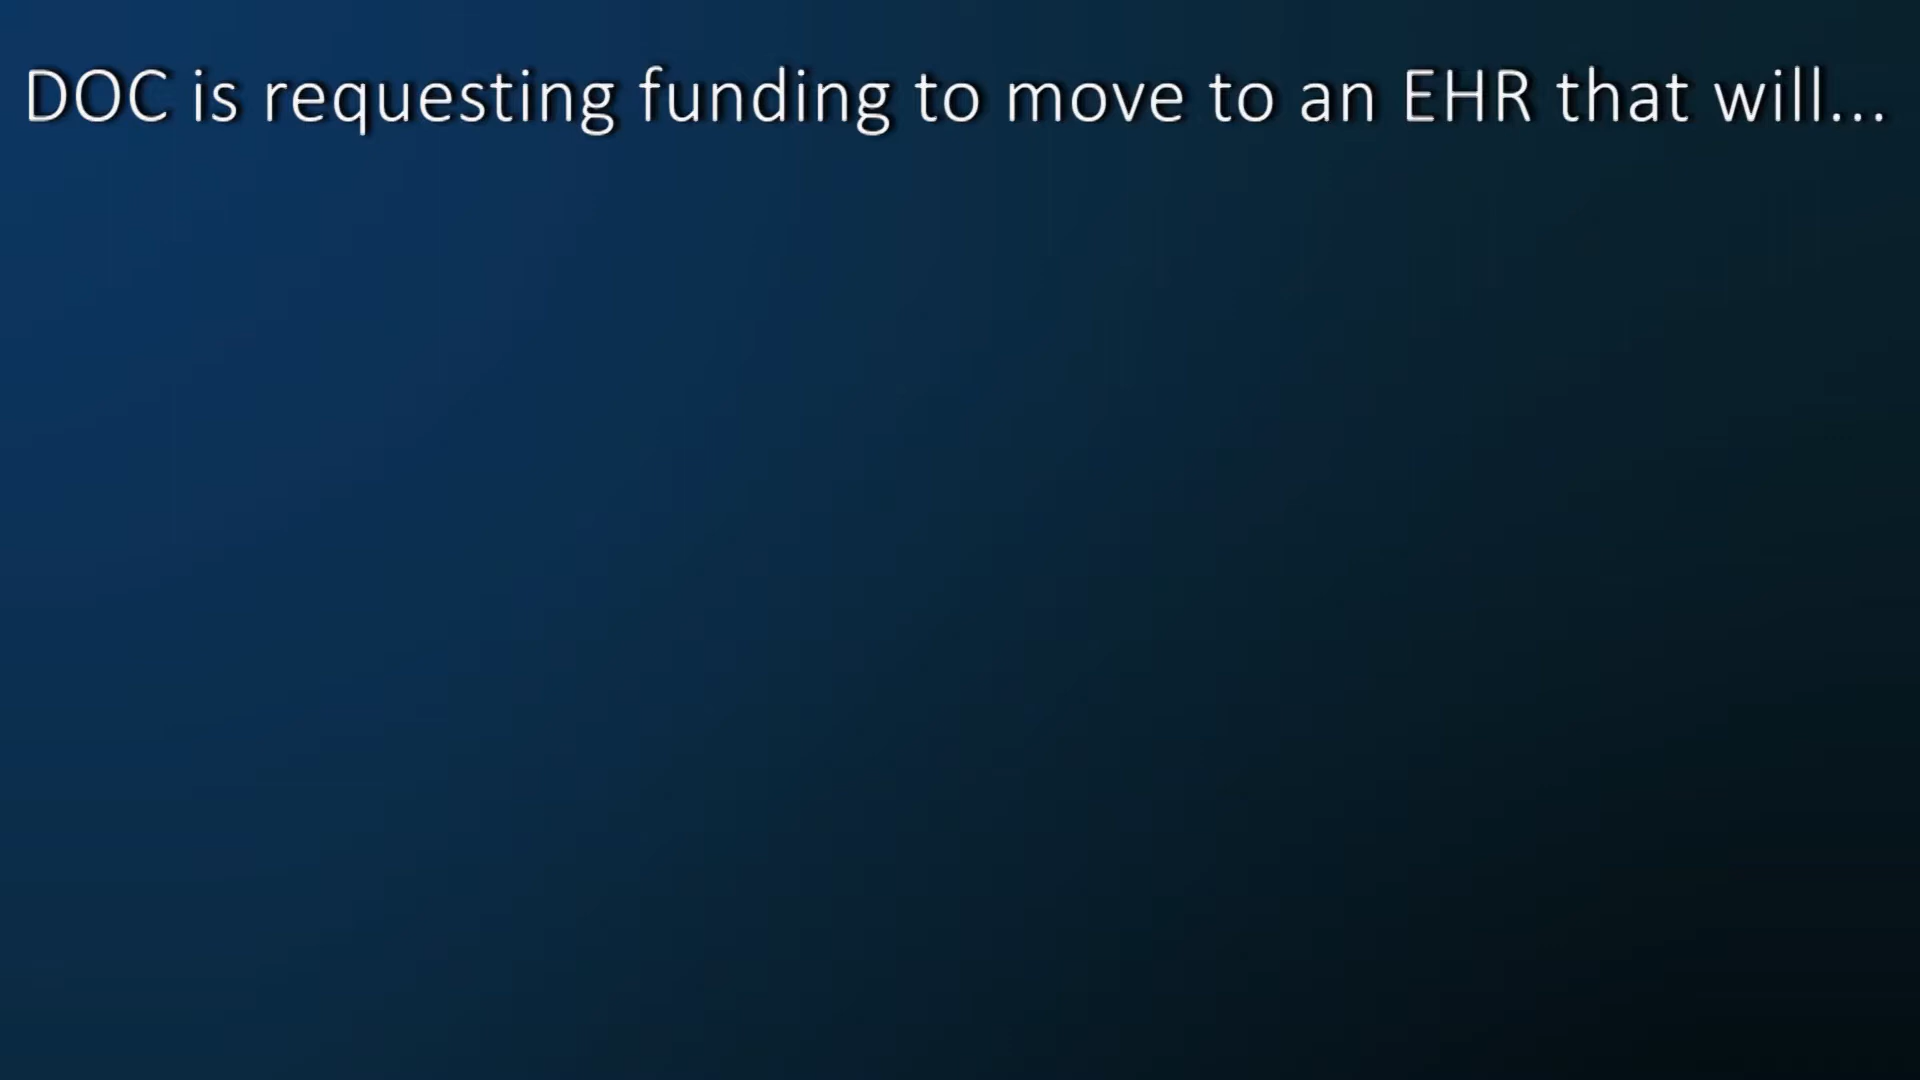 DOC is requesting funding to move to an EHR that will...